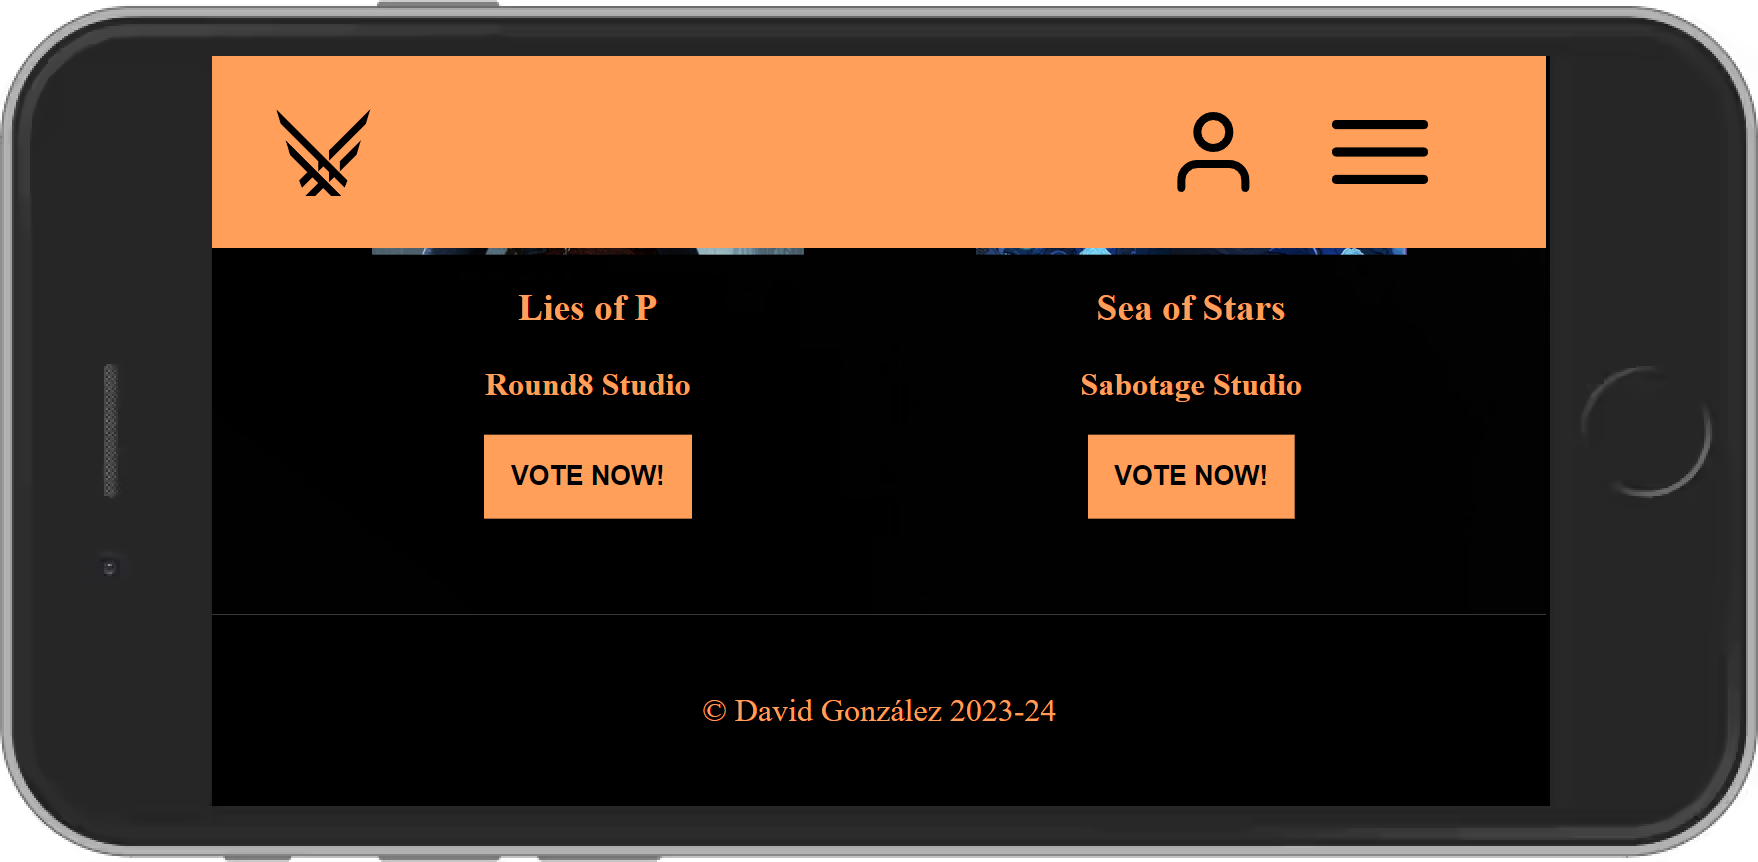 Lies of P
Sea of Stars
Round8 Studio
Sabotage Studio
VOTE NOW!
VOTE NOW!
© David González 2023-24